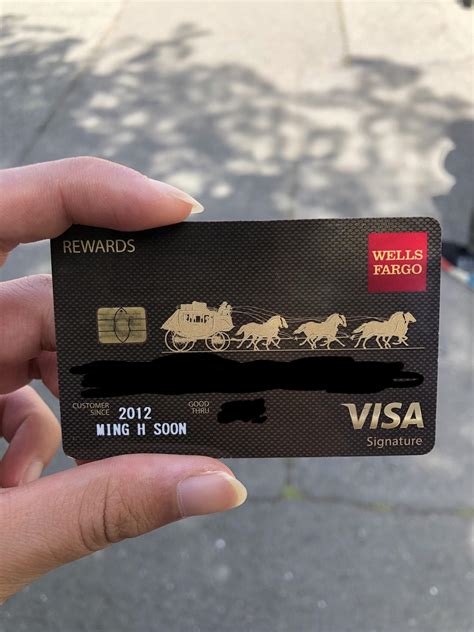 REWARDS
WELLS
FARGO
CUSTOMER
SINCE
2012
GOOD
THRU
MING H SOON
VISA
Signature